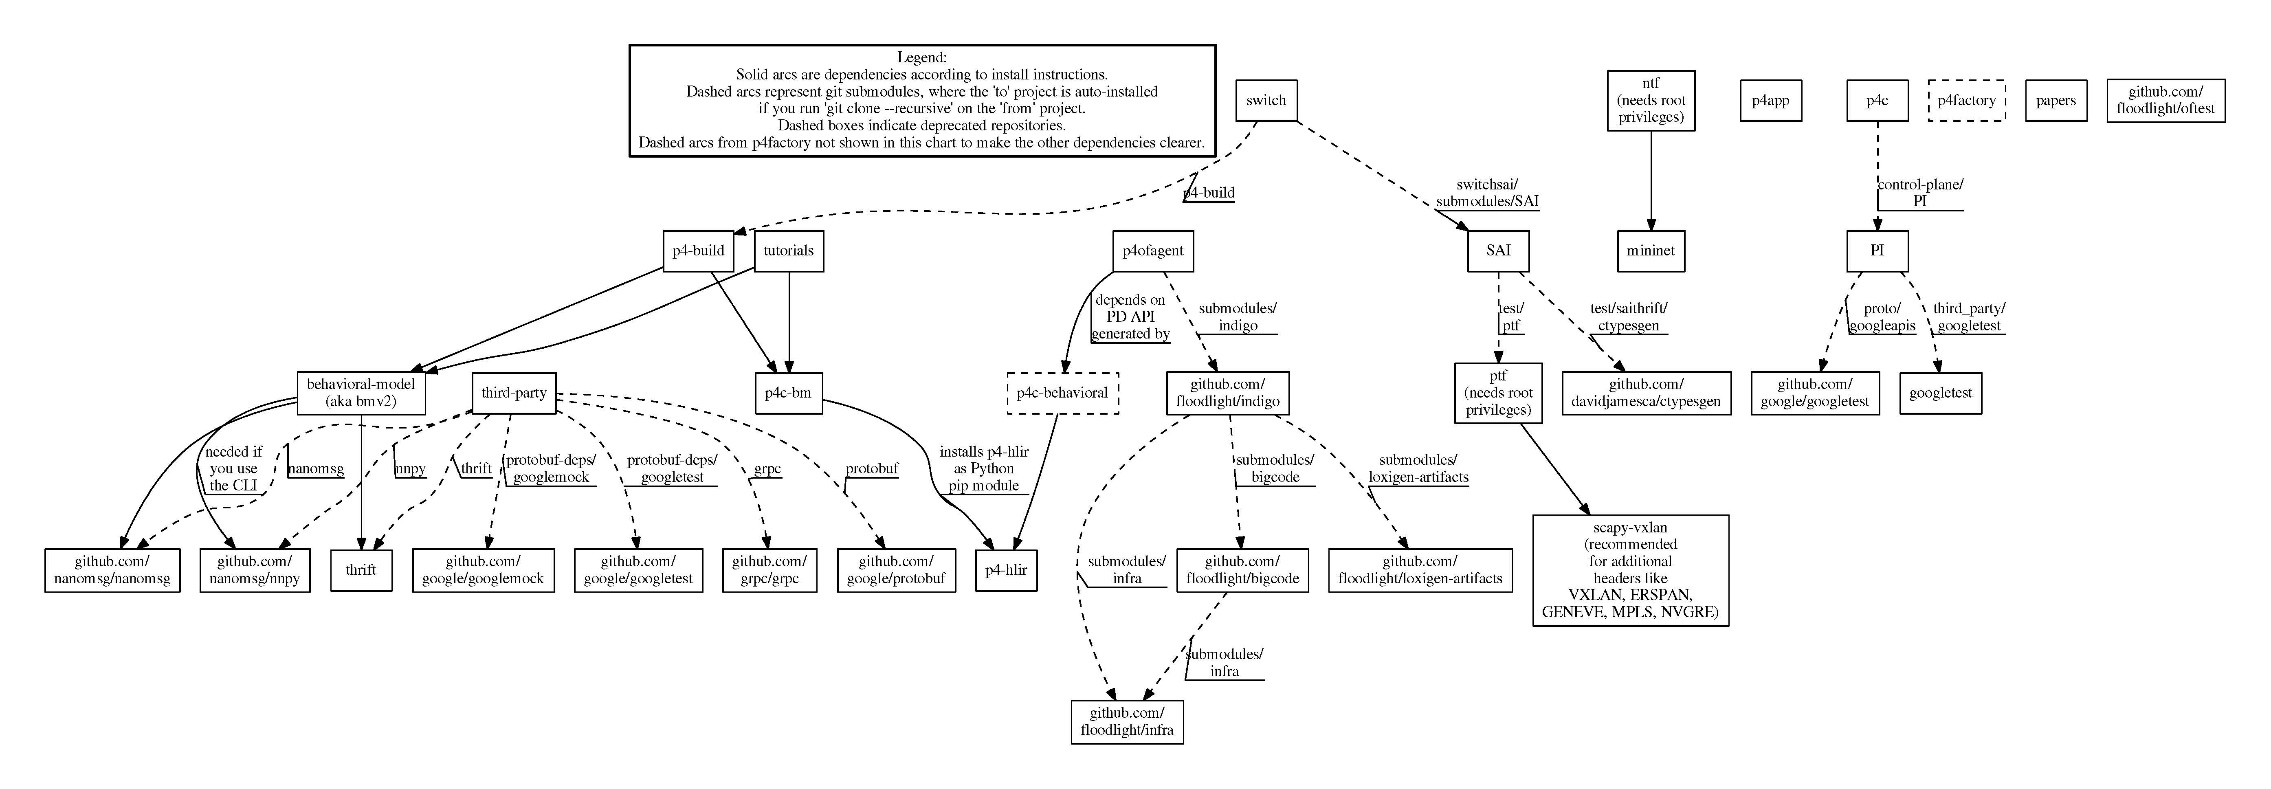 Legend:
Solid arcs are dependencies according to install instructions.
Dashed arcs represent git submodules, where the 'to' project is auto-installed
if you run 'git clone --recursive' on the 'from' project.
Dashed boxes indicate deprecated repositories.
Dashed arcs from p4factory not shown in this chart to make the other dependencies clearer.
switch
ntf
(needs root
privileges)
p4app
p4c
p4factory
papers
github.com/
floodlight/oftest
p4-build
switchsai/
submodules/SAI
control-plane/
PI
p4-build
tutorials
p4ofagent
SAI
mininet
PI
depends on
PD API
generated by
submodules/
indigo
test/
ptf
test/saithrift/
ctypesgen
proto/
googleapis
third_party/
googletest
behavioral-model
(aka bmv2)
third-party
p4c-bm
p4c-behavioral
github.com/
floodlight/indigo
ptf
(needs root
privileges)
github.com/
davidjamesca/ctypesgen
github.com/
google/googletest
googletest
needed if
you use
the CLI
nanomsg
nnpy
thrift
protobuf-deps/
googlemock
protobuf-deps/
googletest
grpc
protobuf
installs p4-hlir
as Python
pip module
submodules/
bigcode
submodules/
loxigen-artifacts
github.com/
nanomsg/nanomsg
github.com/
nanomsg/nnpy
thrift
github.com/
google/googlemock
github.com/
google/googletest
github.com/
grpc/grpc
github.com/
google/protobuf
p4-hlir
submodules/
infra
github.com/
floodlight/bigcode
github.com/
floodlight/loxigen-artifacts
scapy-vxlan
(recommended
for additional
headers like
VXLAN, ERSPAN,
GENEVE, MPLS, NVGRE)
submodules/
infra
github.com/
floodlight/infra